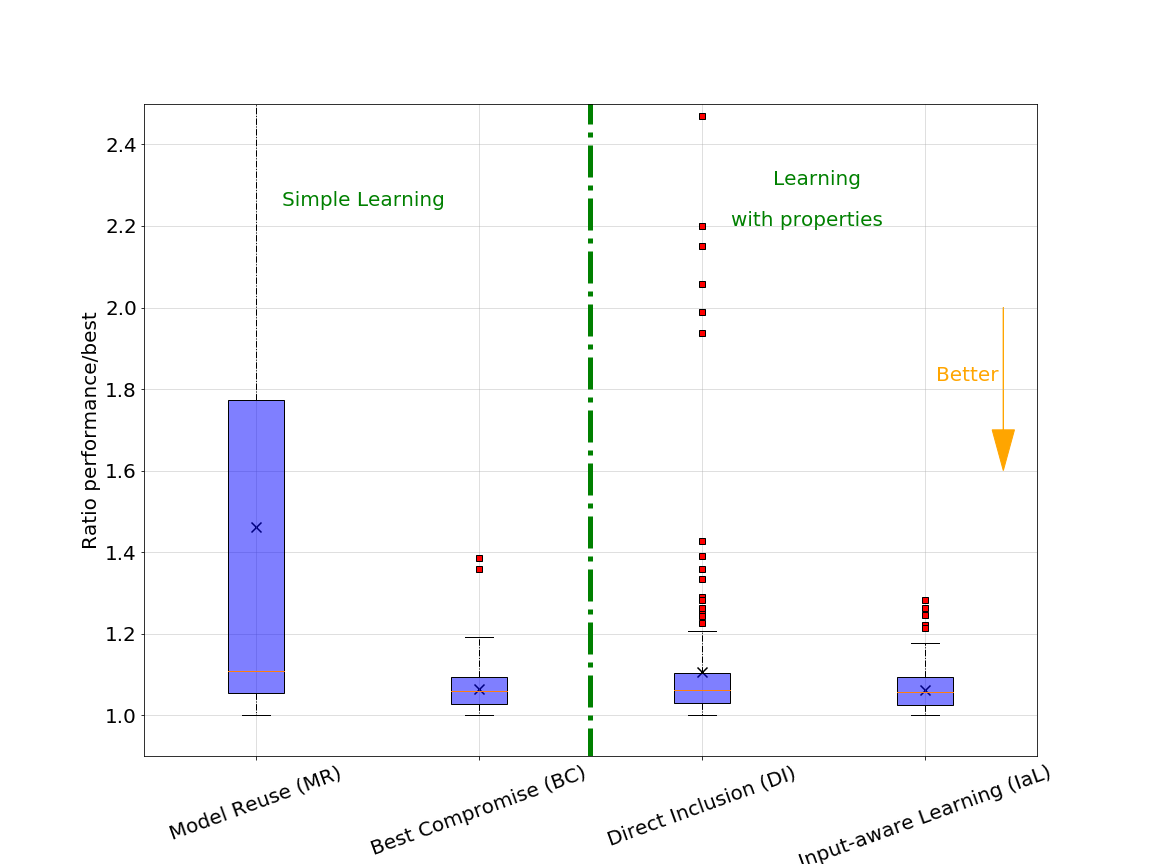 2.4
2.2
2.0
1.8
1.6
1.4
1.2
1.0
Ratio performance/best
Simple Learning
Learning
with properties
Better
Model Reuse (MR)
Best Compromise (BC)
Direct Inclusion (DI)
Input-aware Learning (IaL)